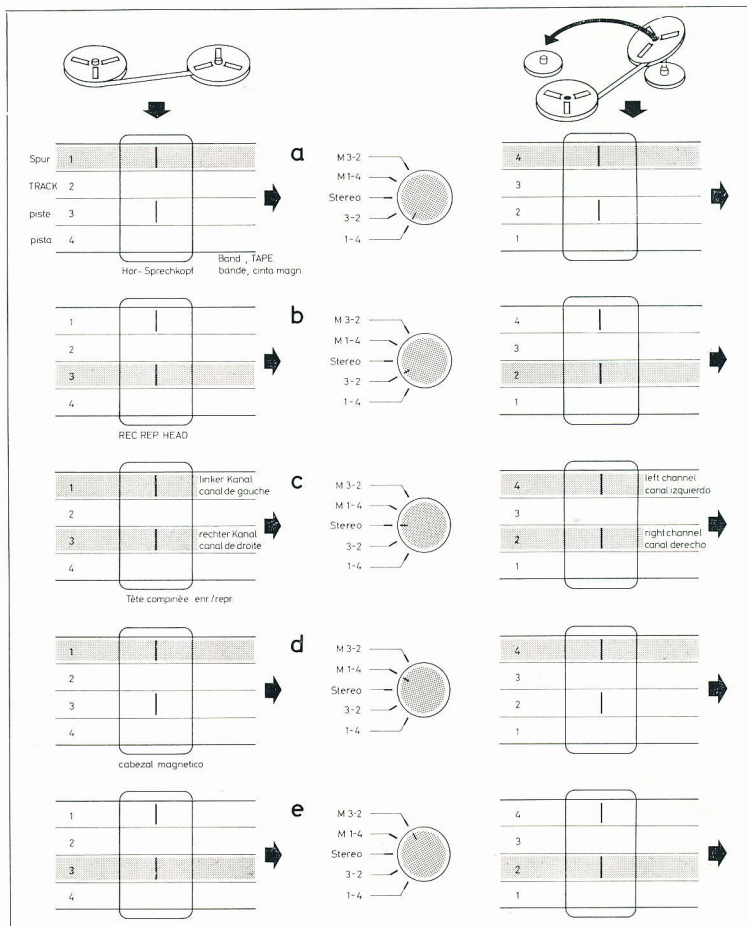 a
Spur 1
TRACK 2
piste 3
pista 4
Hor-Sprechkopf
Band, TAPE
bande, cinta magn.
M 3-2
M 1-4
Stereo
3-2
1-4
4
3
2
1
b
1
2
3
4
REC REP. HEAD
M 3-2
M 1-4
Stereo
3-2
1-4
4
3
2
1
c
1 linker Kanal
canal de gauche
2
3 rechter Kanal
canal de droite
4
Tête compinée enr./repr.
M 3-2
M 1-4
Stereo
3-2
1-4
4 left channel
canal izquierdo
3
2 right channel
canal derecho
1
d
1
2
3
4
cabezal magnetico
M 3-2
M 1-4
Stereo
3-2
1-4
4
3
2
1
e
1
2
3
4
M 3-2
M 1-4
Stereo
3-2
1-4
4
3
2
1